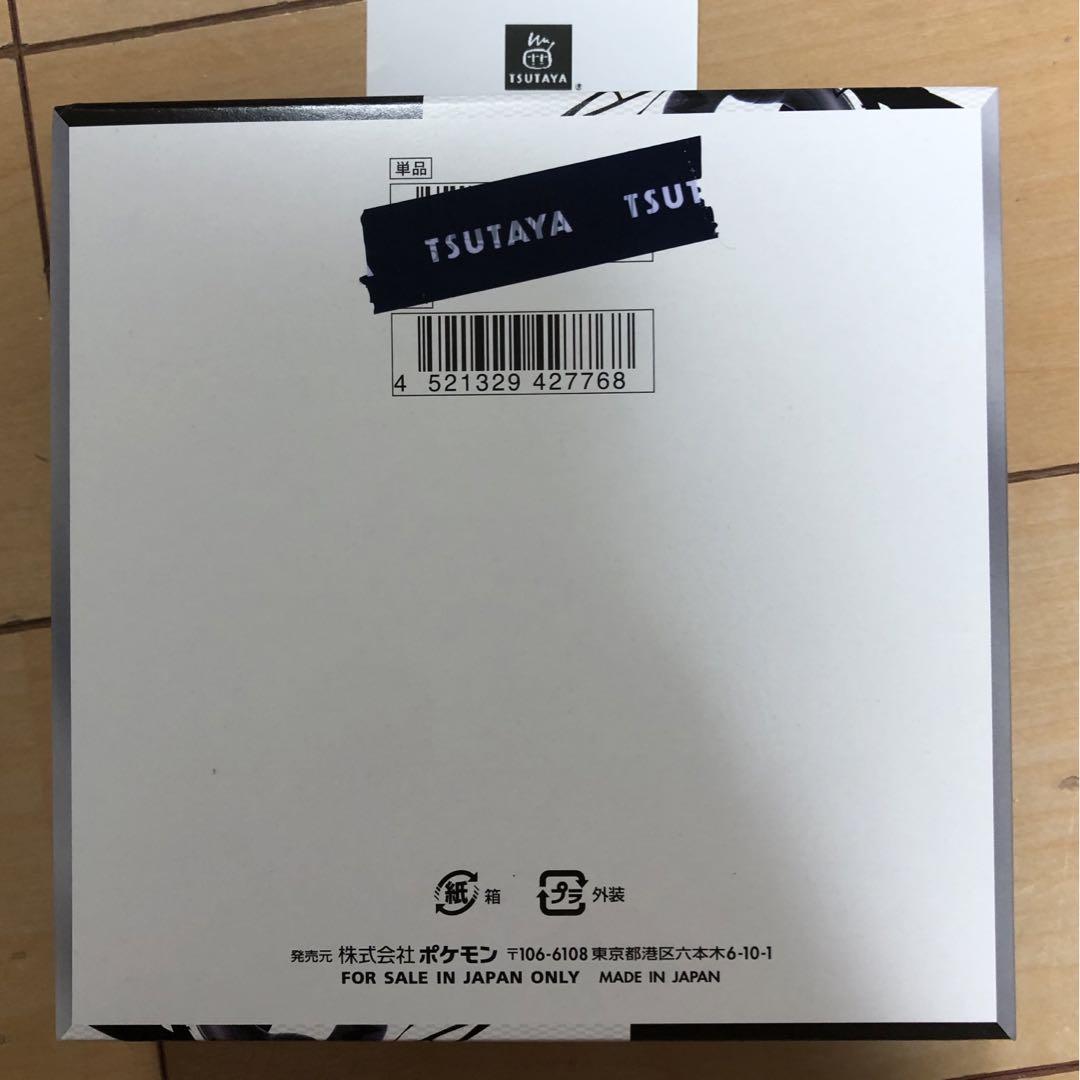 TSUTAYA
単品
TSUTAYA TSUT
4 521329 427768
紙 箱 プラ 外装
発売元 株式会社 ポケモン 〒106-6108 東京都港区六本木6-10-1
FOR SALE IN JAPAN ONLY MADE IN JAPAN